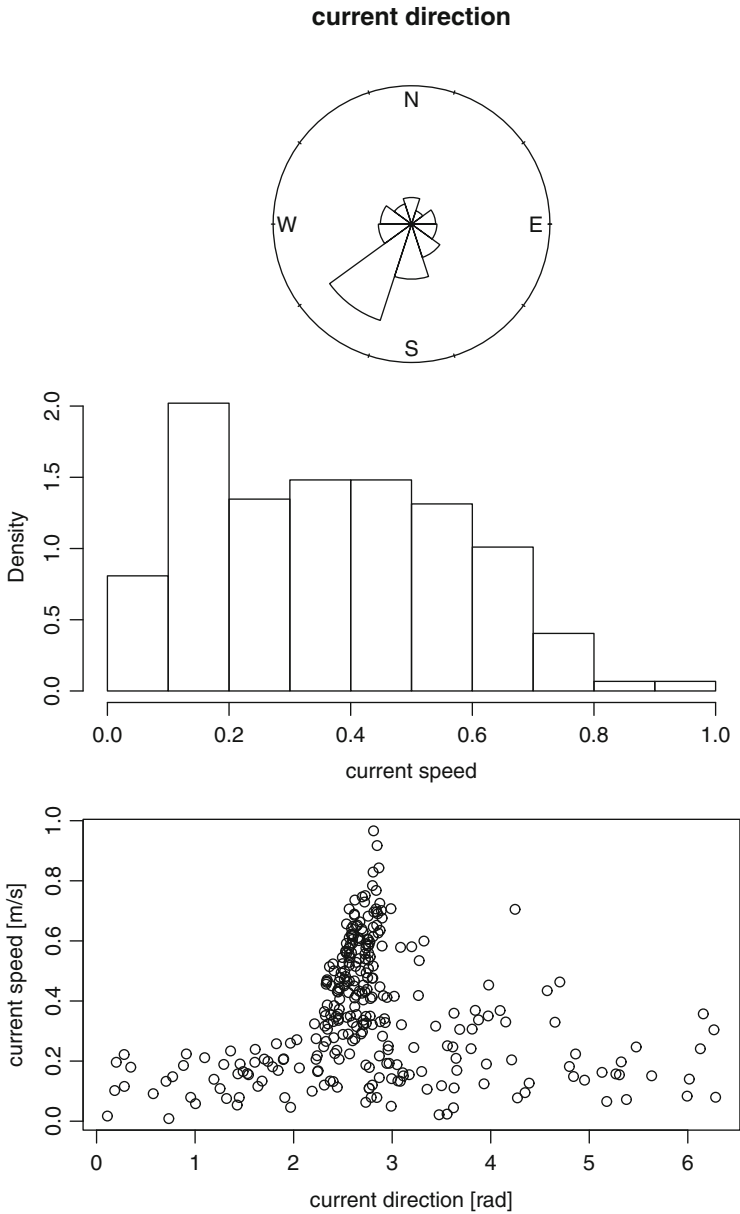 current direction
N
W E
S
Density
0.0 0.5 1.0 1.5 2.0
0.0 0.2 0.4 0.6 0.8 1.0
current speed
current speed [m/s]
0.0 0.2 0.4 0.6 0.8 1.0
0 1 2 3 4 5 6
current direction [rad]